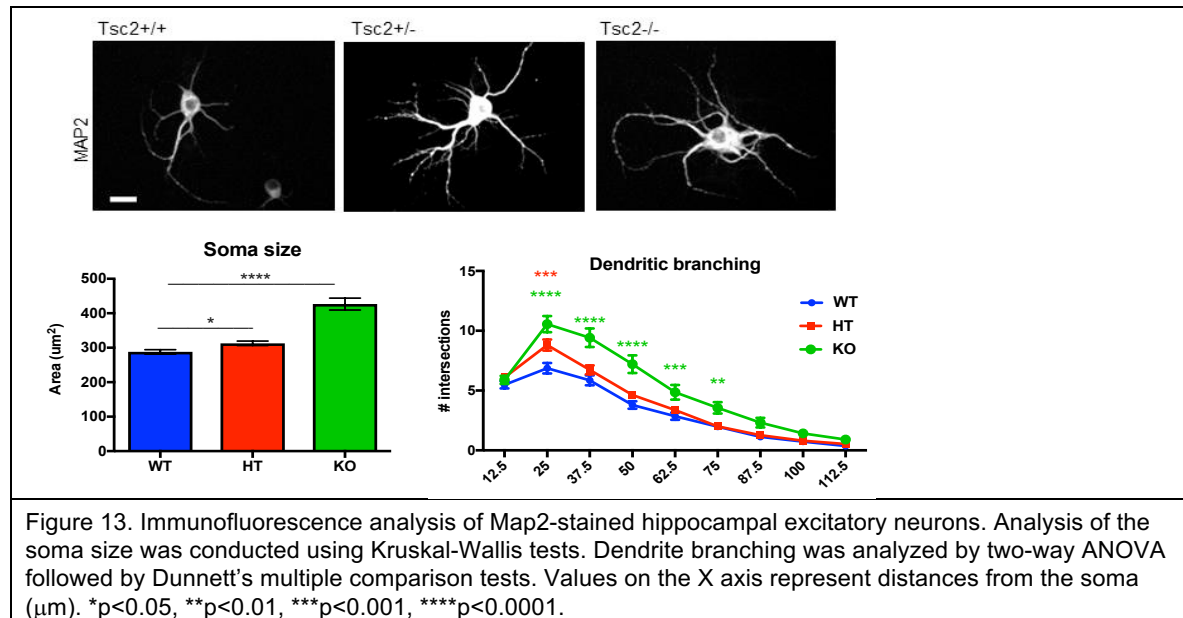 Tsc2+/+
Tsc2+/-
Tsc2-/-
MAP2
Soma size
500
400
300
200
100
0
Area (um²)
****
*
WT
HT
KO
Dendritic branching
15
10
5
0
# intersections
***
****
****
****
***
**
WT
HT
KO
12.5
25
37.5
50
62.5
75
87.5
100
112.5
Figure 13. Immunofluorescence analysis of Map2-stained hippocampal excitatory neurons. Analysis of the
soma size was conducted using Kruskal-Wallis tests. Dendrite branching was analyzed by two-way ANOVA
followed by Dunnett’s multiple comparison tests. Values on the X axis represent distances from the soma
(μm). *p<0.05, **p<0.01, ***p<0.001, ****p<0.0001.